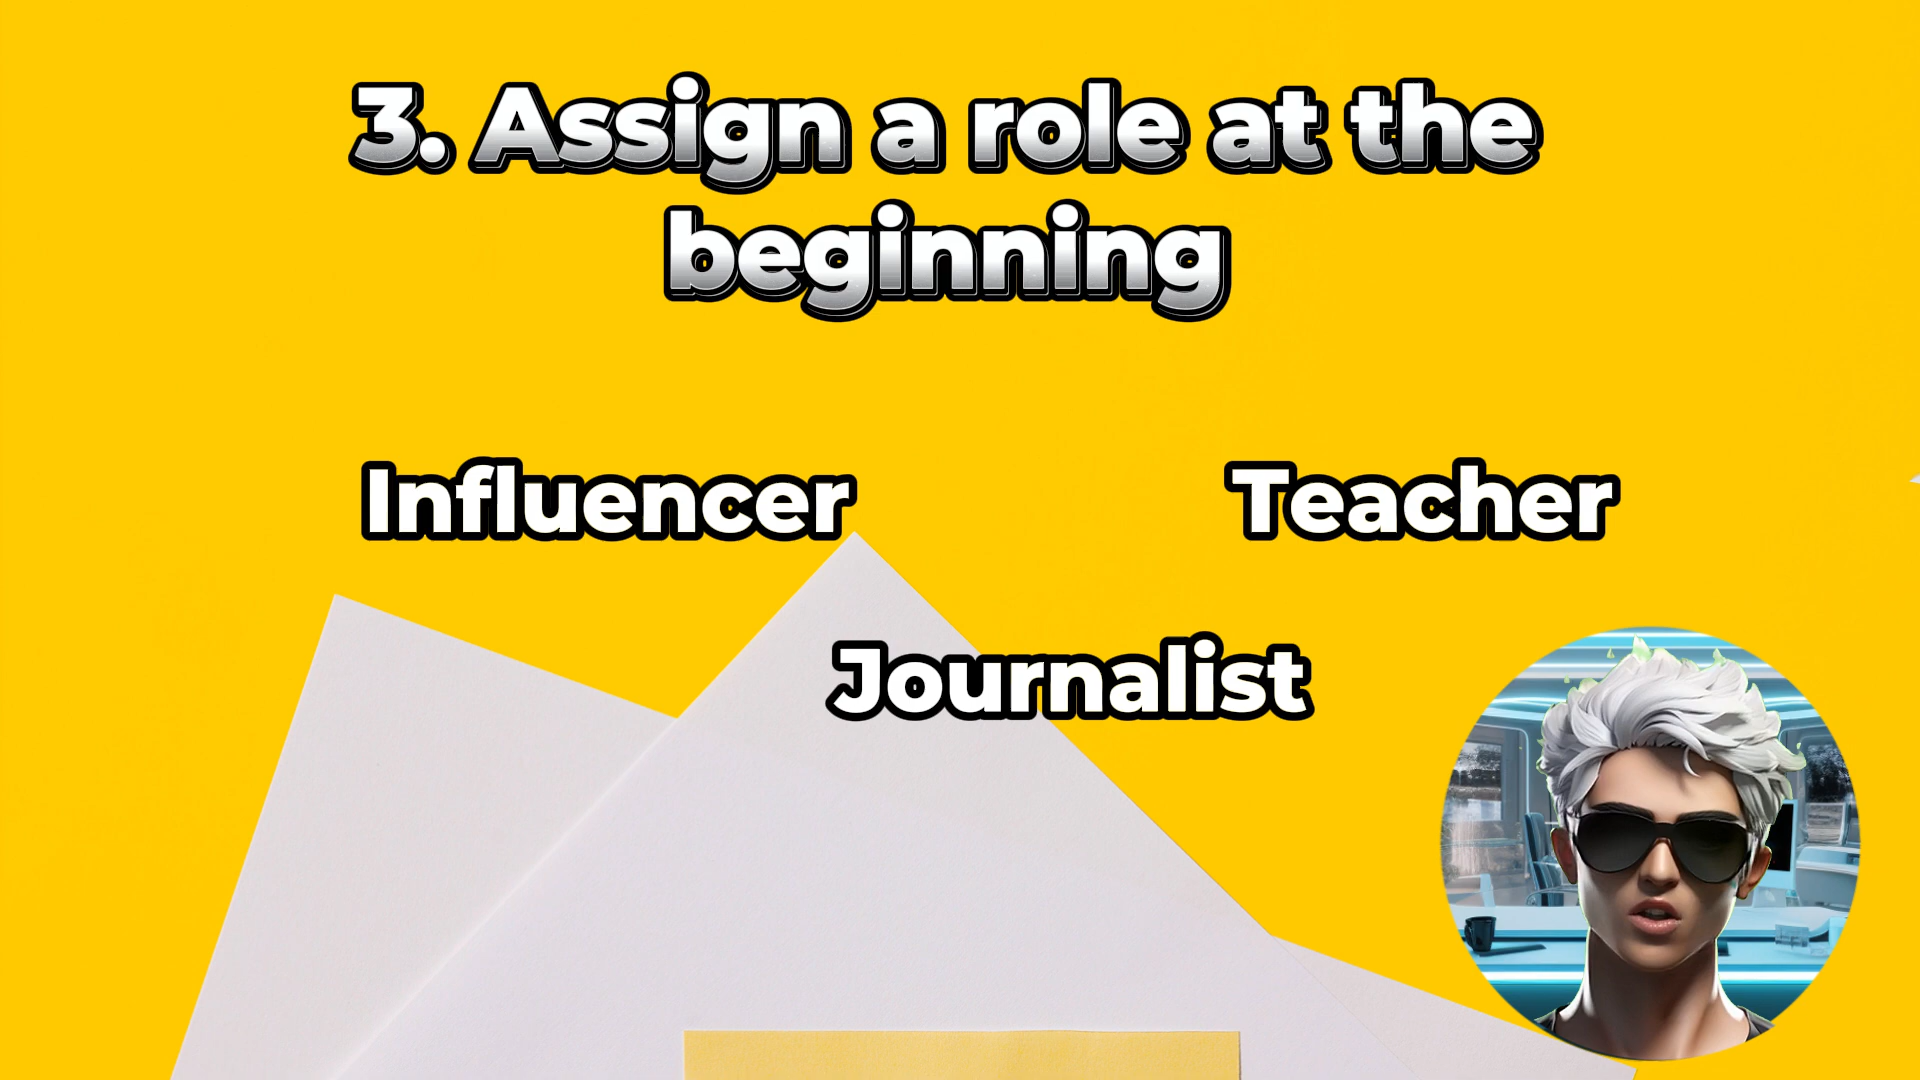 3. Assign a role at the
beginning
Influencer
Teacher
Journalist